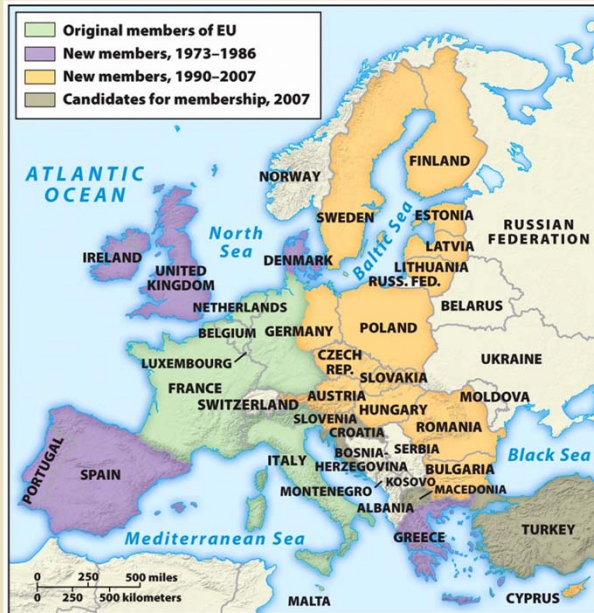 Original members of EU
New members, 1973–1986
New members, 1990–2007
Candidates for membership, 2007
ATLANTIC
OCEAN
NORWAY
FINLAND
SWEDEN
North
Sea
Baltic Sea
ESTONIA
RUSSIAN
FEDERATION
LATVIA
IRELAND
DENMARK
UNITED
KINGDOM
LITHUANIA
RUSS. FED.
NETHERLANDS
BELARUS
BELGIUM
GERMANY
POLAND
LUXEMBOURG
CZECH
REP.
UKRAINE
SLOVAKIA
FRANCE
SWITZERLAND
AUSTRIA
HUNGARY
MOLDOVA
SLOVENIA
ROMANIA
CROATIA
BOSNIA-
HERZEGOVINA
SERBIA
Black Sea
PORTUGAL
SPAIN
ITALY
BULGARIA
KOSOVO
MONTENEGRO
MACEDONIA
ALBANIA
TURKEY
Mediterranean Sea
GREECE
0 250 500 miles
0 250 500 kilometers
MALTA
CYPRUS